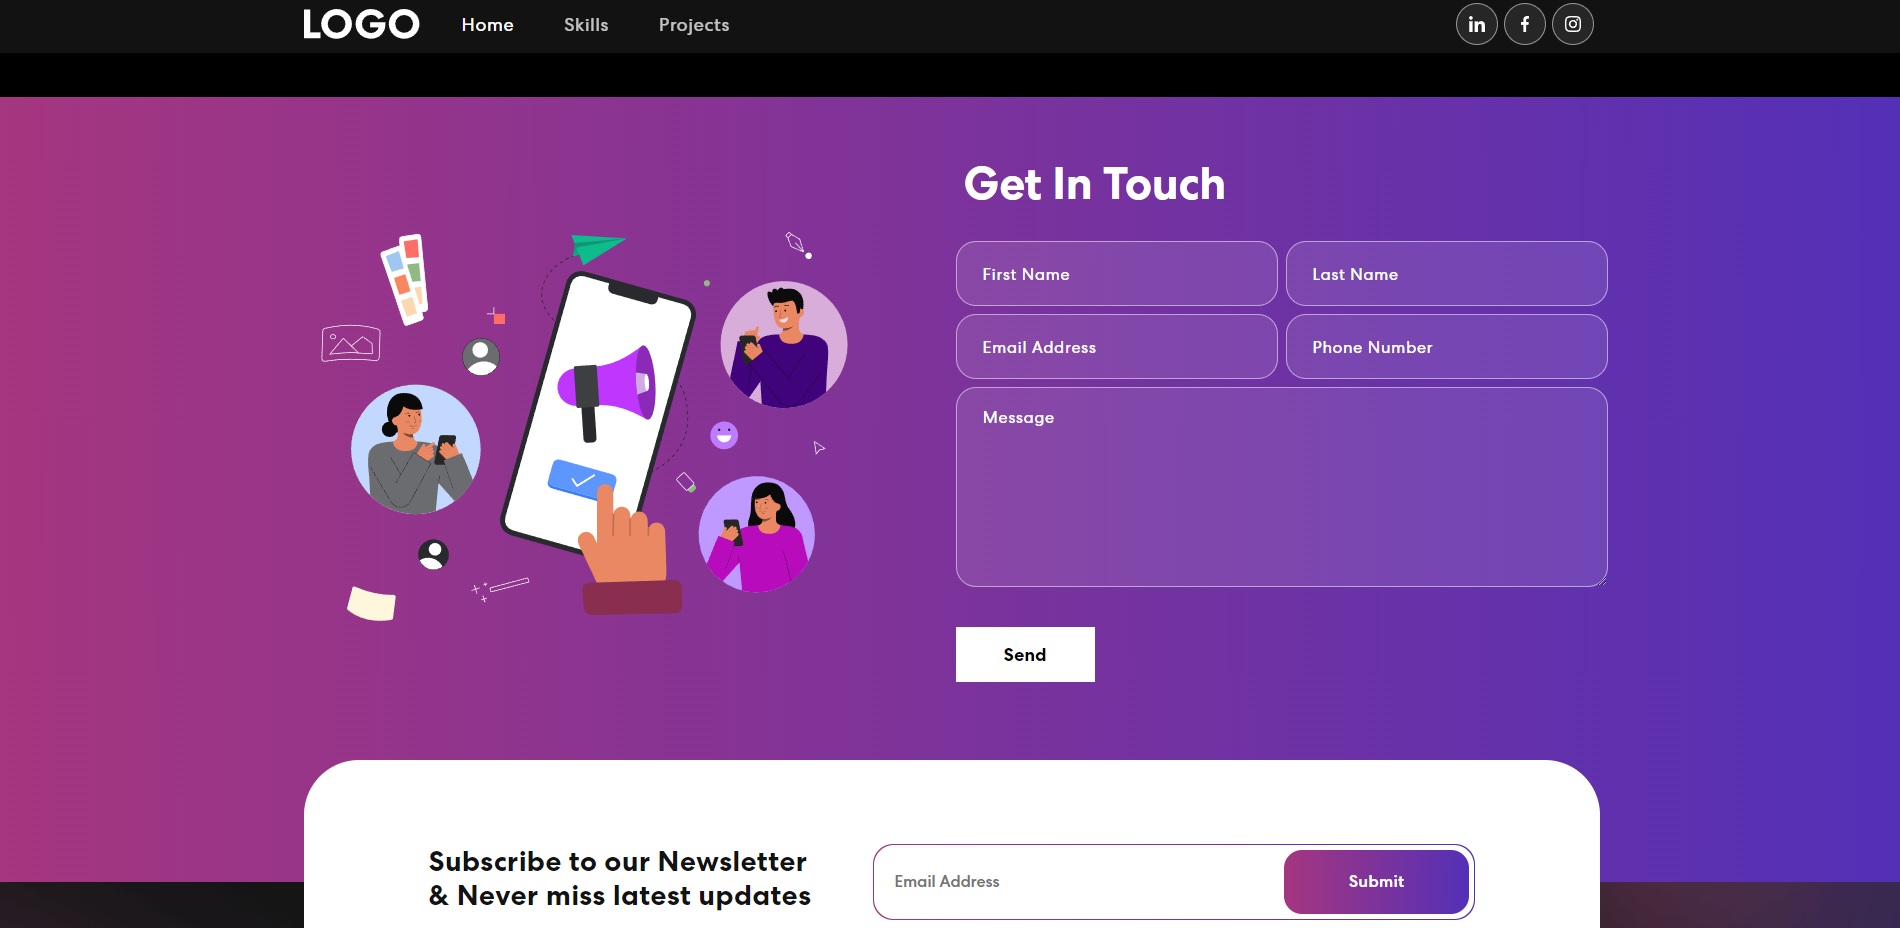 LOGO
Home
Skills
Projects
Get In Touch
First Name
Last Name
Email Address
Phone Number
Message
Send
Subscribe to our Newsletter
& Never miss latest updates
Email Address
Submit